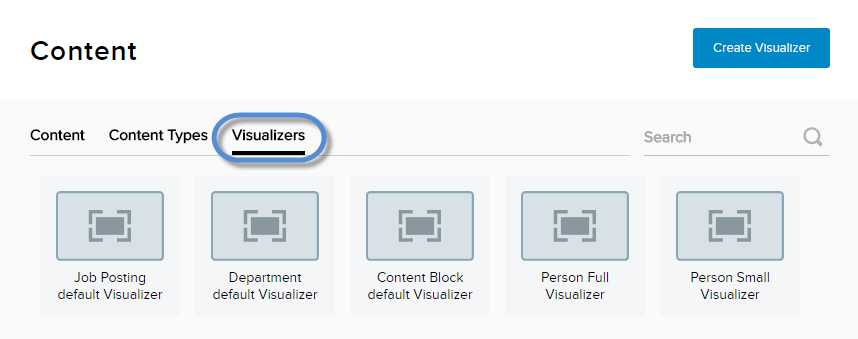 Content
Create Visualizer
Content
Content Types
Visualizers
Search
Job Posting
default Visualizer
Department
default Visualizer
Content Block
default Visualizer
Person Full
Visualizer
Person Small
Visualizer